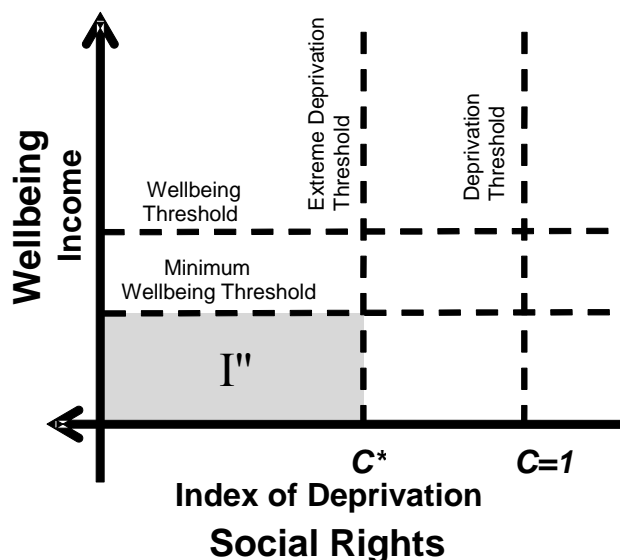 Wellbeing
Income
Extreme Deprivation
Threshold
Deprivation
Threshold
Wellbeing
Threshold
Minimum
Wellbeing Threshold
I"
C*
C=1
Index of Deprivation
Social Rights